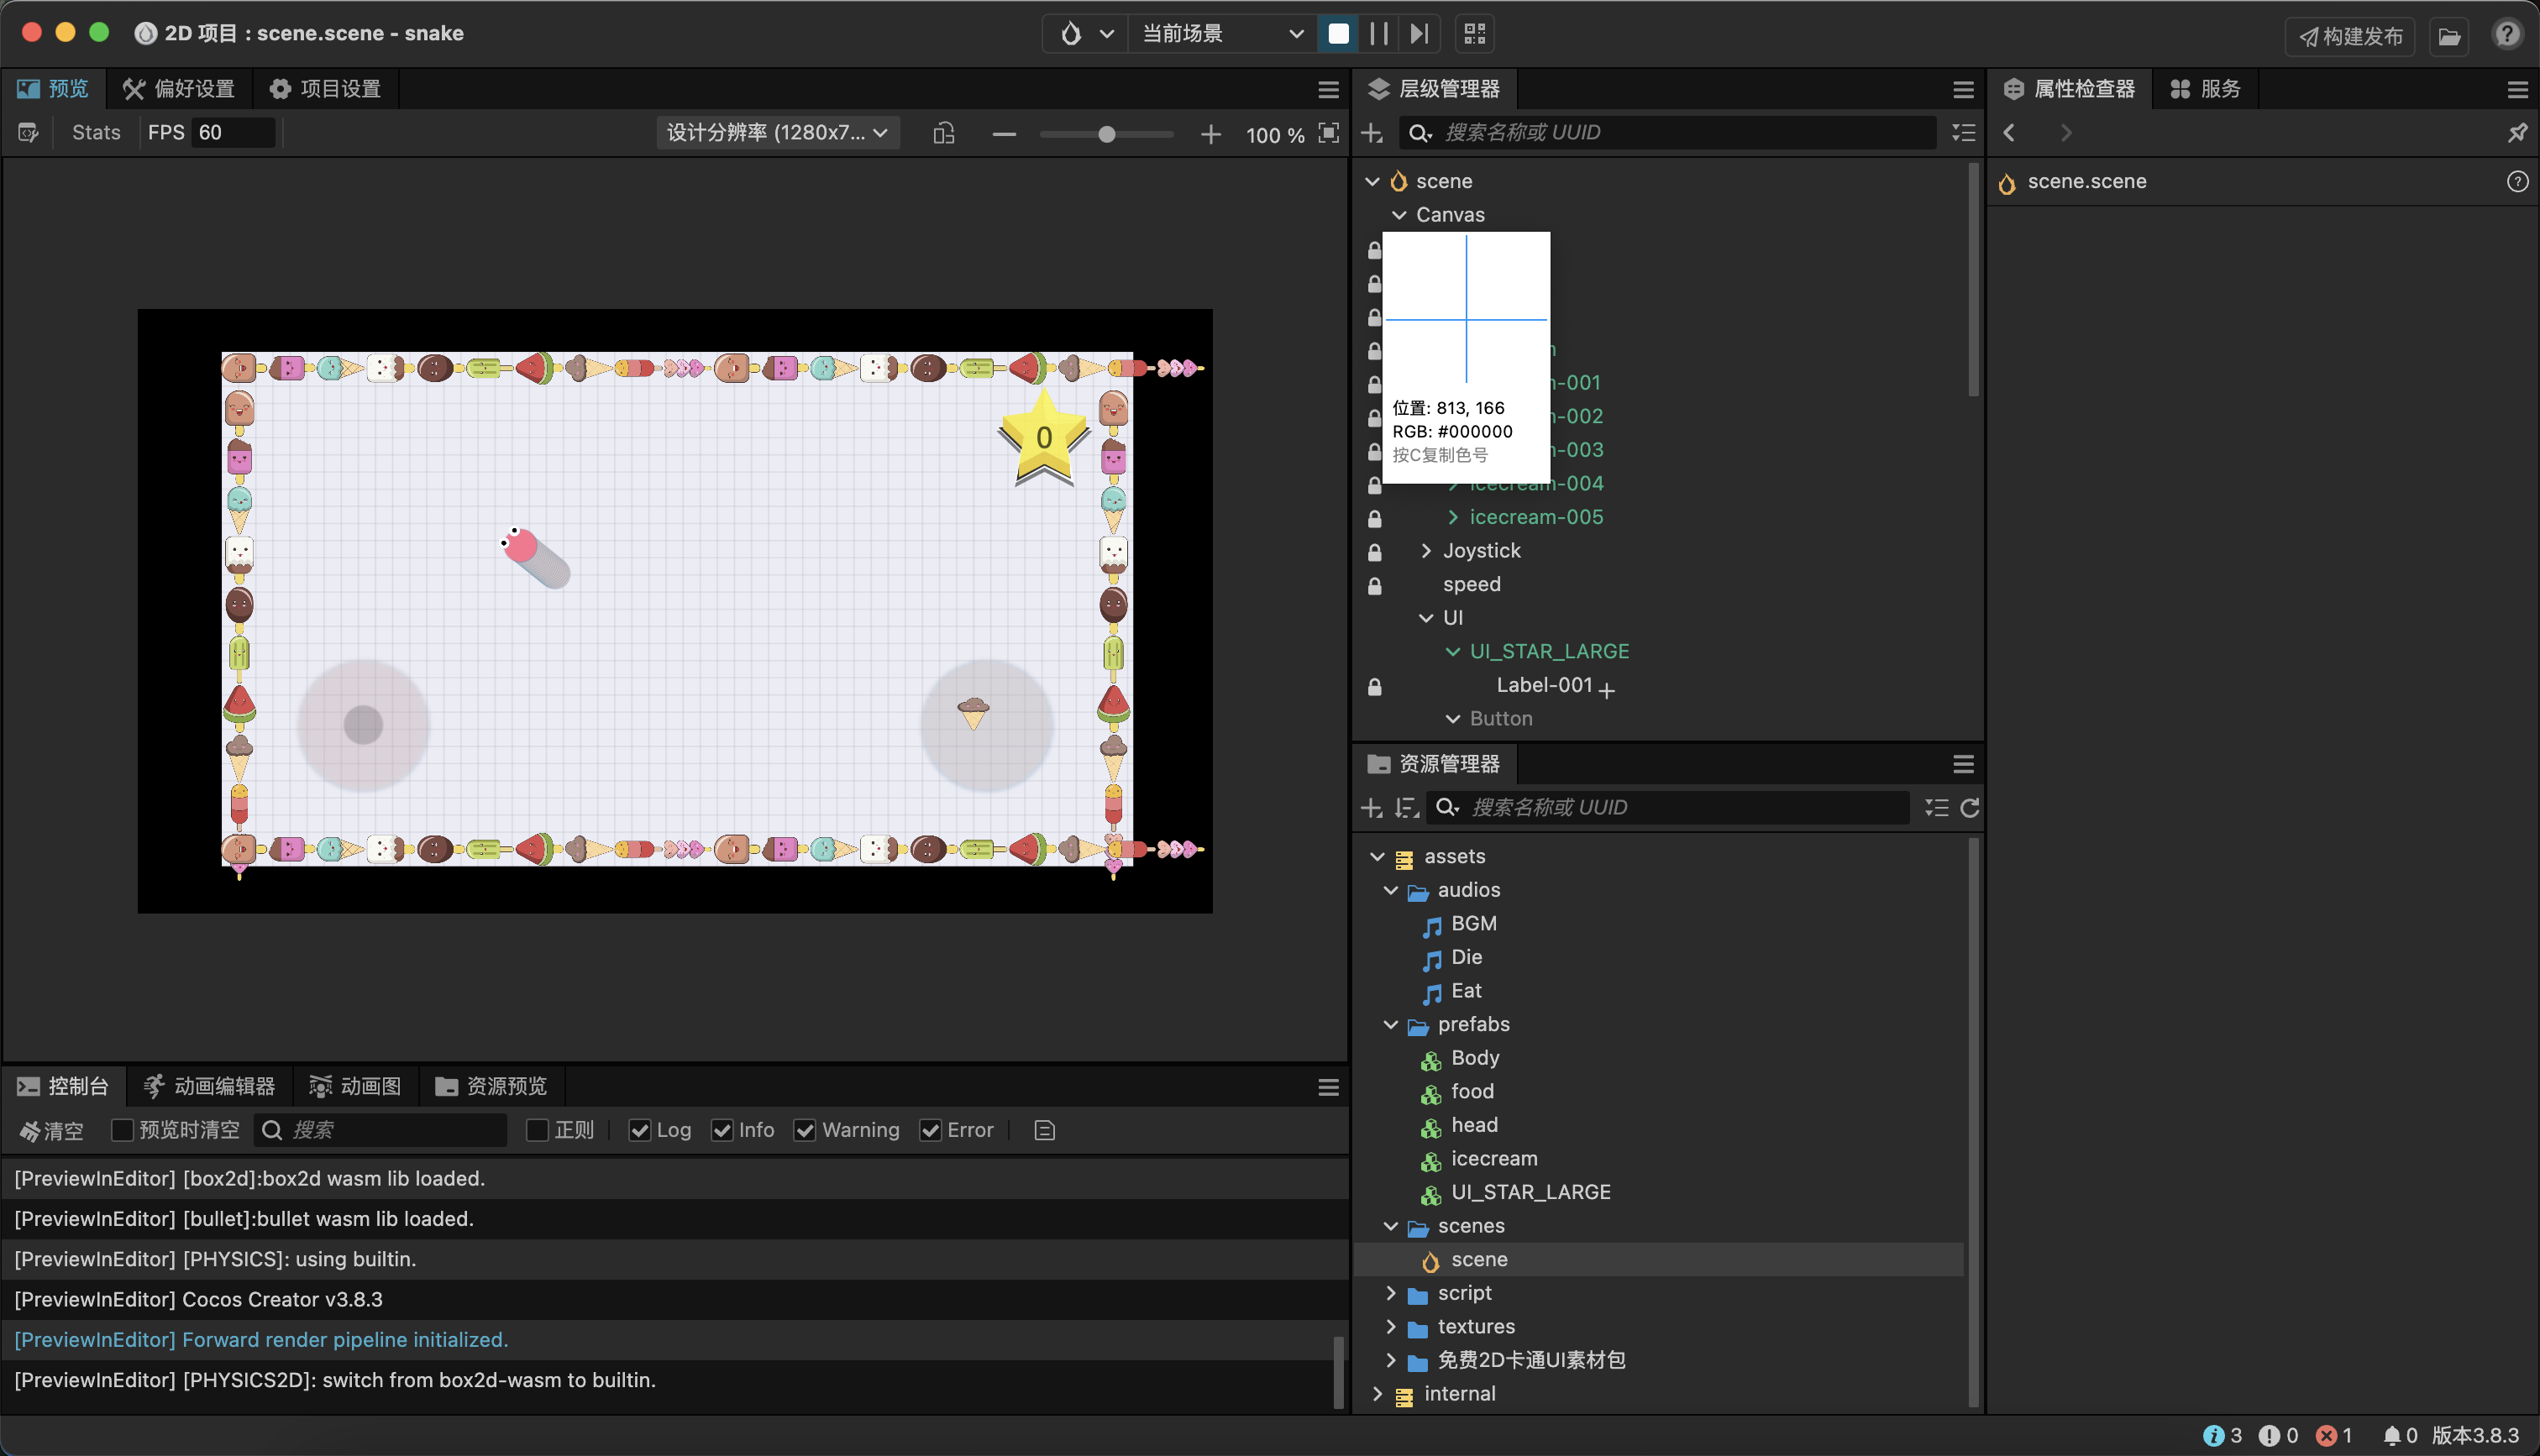 2D 项目 : scene.scene - snake
当前场景
构建发布
预览
偏好设置
项目设置
Stats
FPS 60
设计分辨率 (1280x7...
100 %
0
层级管理器
搜索名称或 UUID
scene
Canvas
n
n-001
n-002
n-003
icecream-004
icecream-005
位置: 813, 166
RGB: #000000
按C复制色号
Joystick
speed
UI
UI_STAR_LARGE
Label-001
Button
属性检查器
服务
scene.scene
资源管理器
搜索名称或 UUID
assets
audios
BGM
Die
Eat
prefabs
Body
food
head
icecream
UI_STAR_LARGE
scenes
scene
script
textures
免费2D卡通UI素材包
internal
控制台
动画编辑器
动画图
资源预览
清空
预览时清空
搜索
正则
Log
Info
Warning
Error
[PreviewInEditor] [box2d]:box2d wasm lib loaded.
[PreviewInEditor] [bullet]:bullet wasm lib loaded.
[PreviewInEditor] [PHYSICS]: using builtin.
[PreviewInEditor] Cocos Creator v3.8.3
[PreviewInEditor] Forward render pipeline initialized.
[PreviewInEditor] [PHYSICS2D]: switch from box2d-wasm to builtin.
3
0
1
0
版本3.8.3